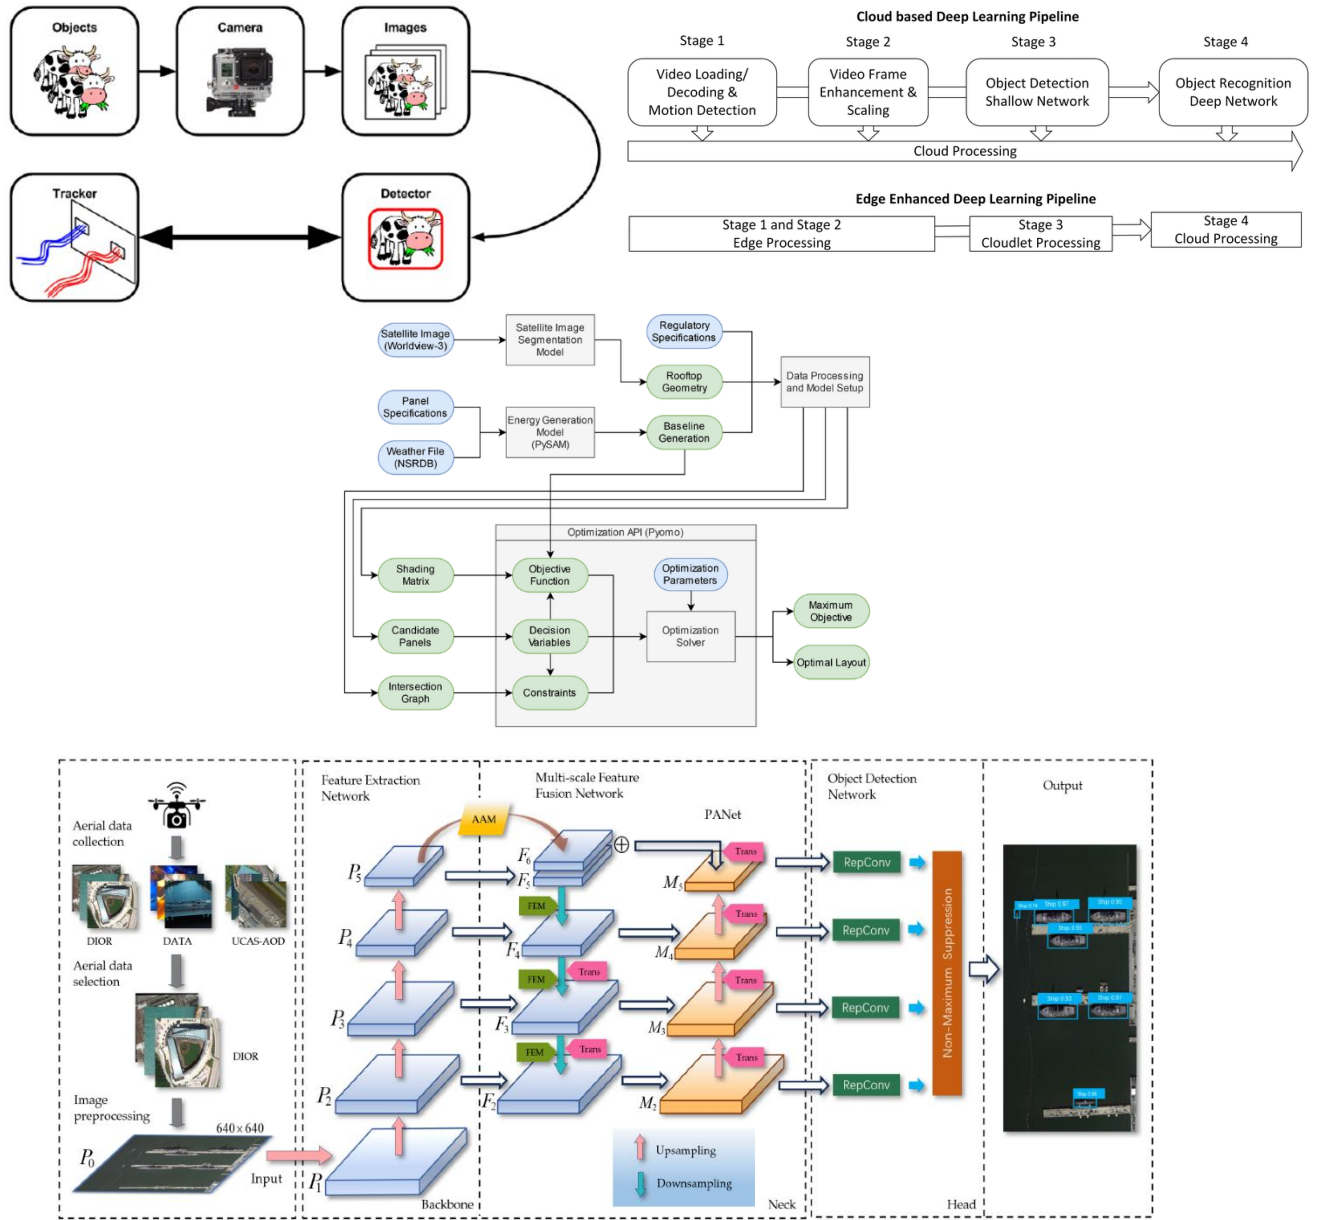 Objects
Camera
Images
Tracker
Detector
Cloud based Deep Learning Pipeline
Stage 1
Stage 2
Stage 3
Stage 4
Video Loading/
Decoding &
Motion Detection
Video Frame
Enhancement &
Scaling
Object Detection
Shallow Network
Object Recognition
Deep Network
Cloud Processing
Edge Enhanced Deep Learning Pipeline
Stage 1 and Stage 2
Edge Processing
Stage 3
Cloudlet Processing
Stage 4
Cloud Processing
Satellite Image
(Worldview-3)
Satellite Image
Segmentation
Model
Regulatory
Specifications
Rooftop
Geometry
Data Processing
and Model Setup
Panel
Specifications
Energy Generation
Model
(PySAM)
Baseline
Generation
Weather File
(NSRDB)
Optimization API (Pyomo)
Shading
Matrix
Objective
Function
Optimization
Parameters
Candidate
Panels
Decision
Variables
Optimization
Solver
Maximum
Objective
Optimal Layout
Intersection
Graph
Constraints
Aerial data
collection
DIOR
DATA
UCAS-AOD
Aerial data
selection
DIOR
Image
preprocessing
640×640
P0
Input
Feature Extraction
Network
AAM
P5
P4
P3
P2
P1
Backbone
Multi-scale Feature
Fusion Network
PANet
F6
F5
⊕
Trans
M5
FEM
F4
Trans
M4
FEM
Trans
F3
Trans
M3
FEM
Trans
F2
Trans
M2
Upsampling
Downsampling
Neck
Object Detection
Network
RepConv
RepConv
RepConv
RepConv
Non-Maximum Suppression
Head
Output
Ship 0.97
Ship 0.93
Ship 0.97